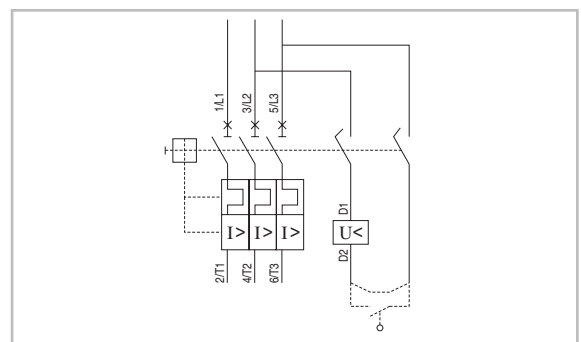 1/L1
3/L2
5/L3
D1
I> I> I>
U<
D2
2/T1
4/T2
6/T3